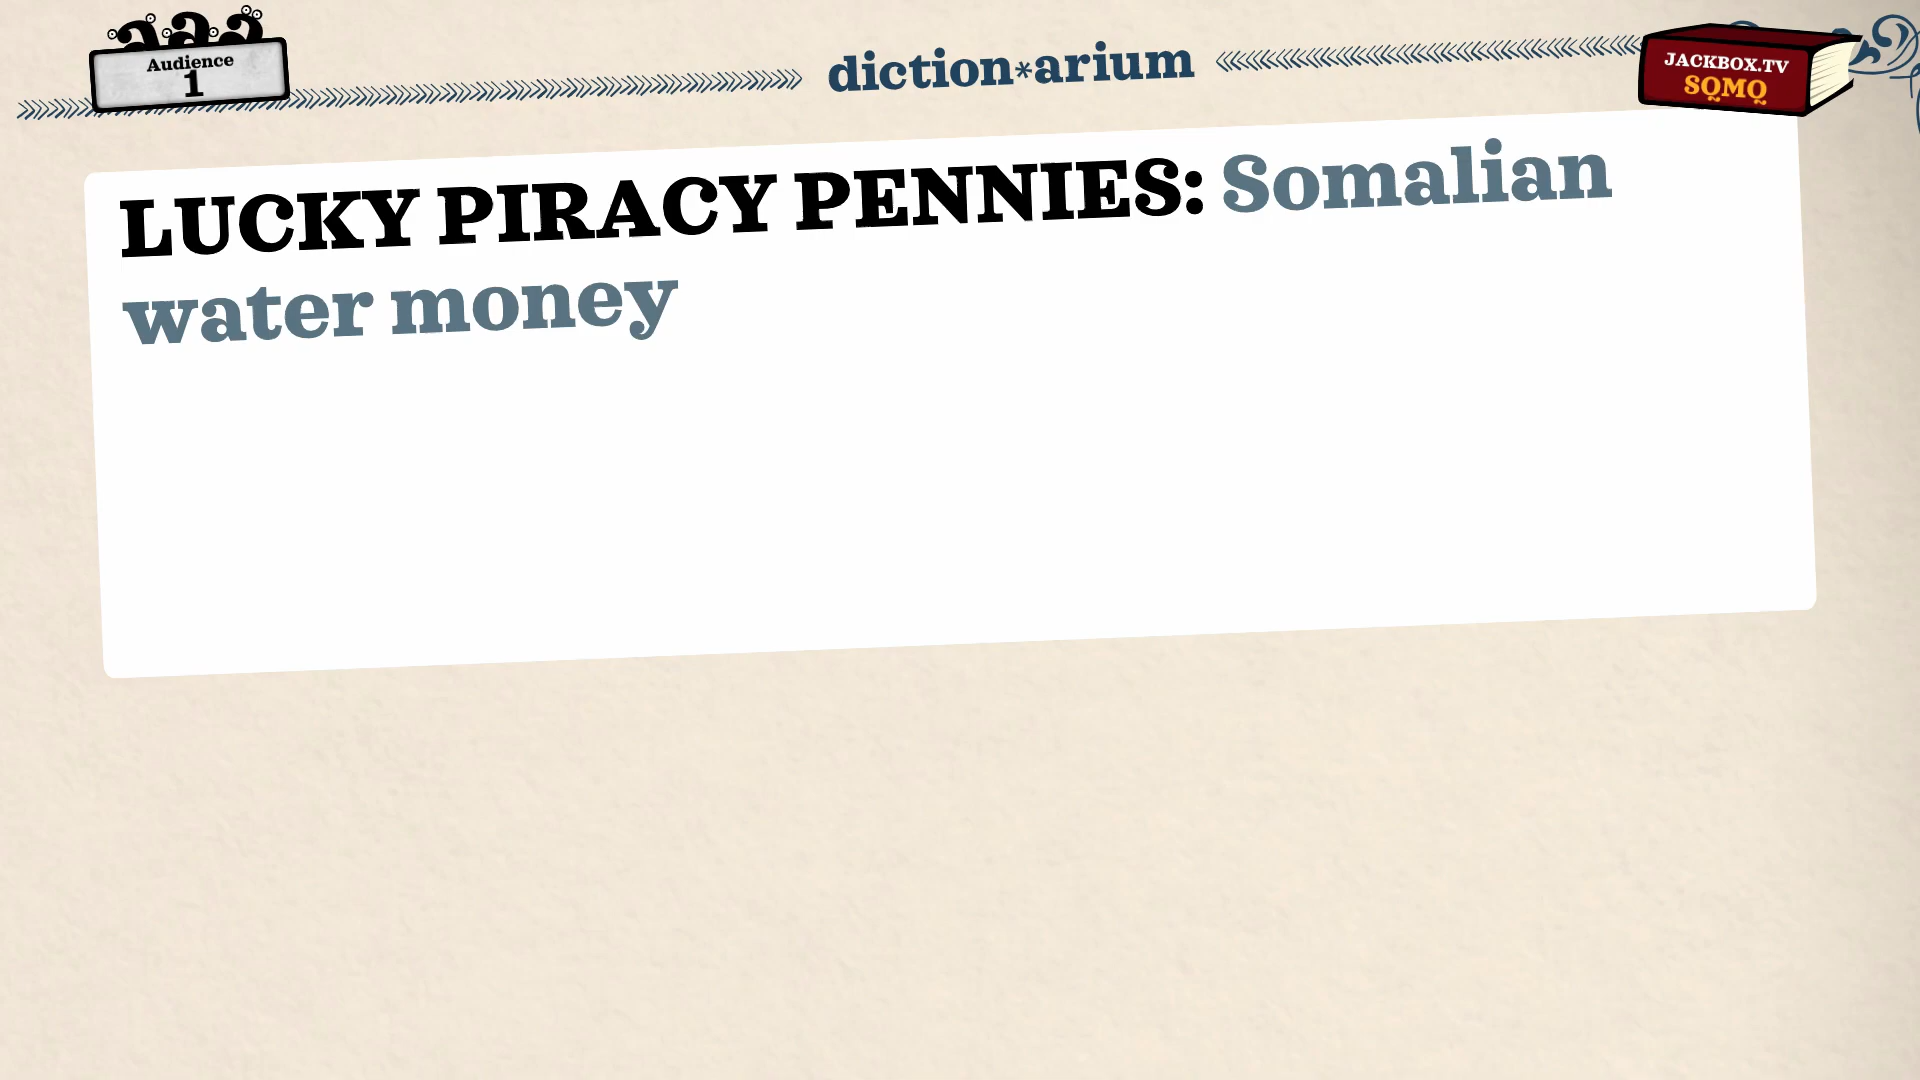 Audience
1
diction*arium
JACKBOX.TV
SQMQ
LUCKY PIRACY PENNIES: Somalian
water money